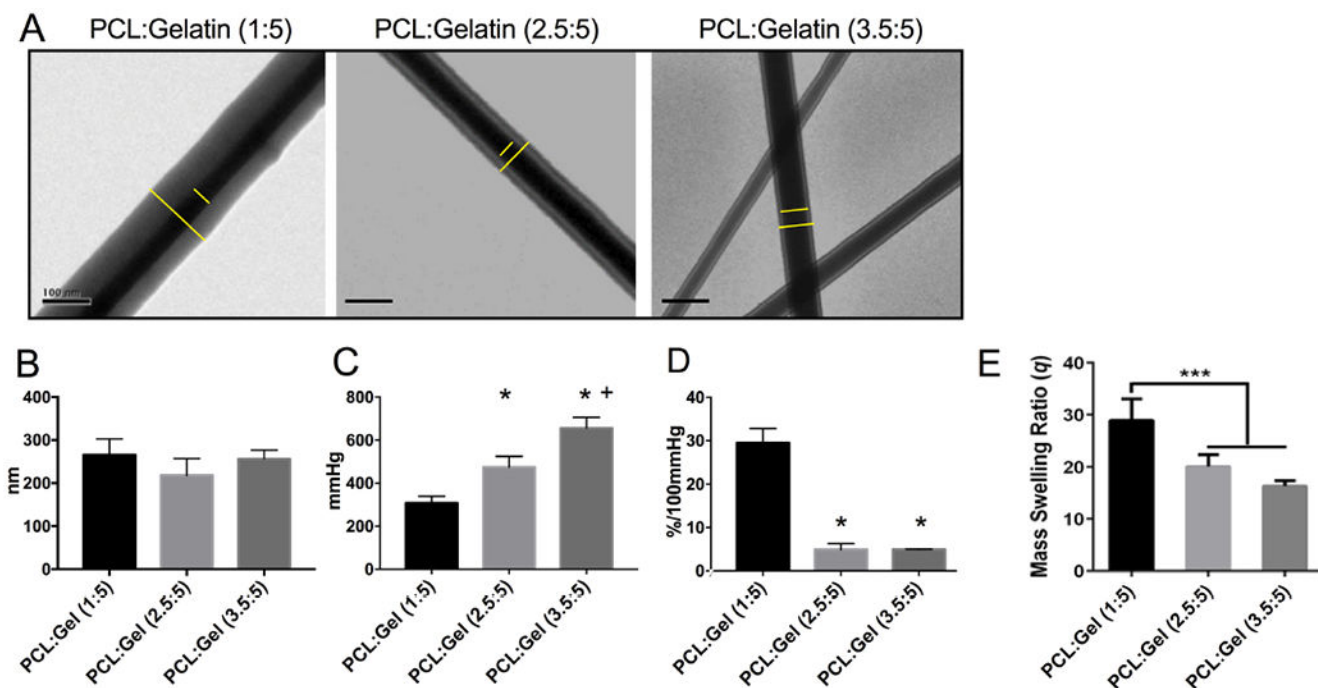 A
PCL:Gelatin (1:5)
PCL:Gelatin (2.5:5)
PCL:Gelatin (3.5:5)
100 nm
B
400
300
200
100
0
nm
PCL:Gel (1:5)
PCL:Gel (2.5:5)
PCL:Gel (3.5:5)
C
800
600
400
200
0
mmHg
*
* +
PCL:Gel (1:5)
PCL:Gel (2.5:5)
PCL:Gel (3.5:5)
D
40
30
20
10
0
%/100mmHg
*
*
PCL:Gel (1:5)
PCL:Gel (2.5:5)
PCL:Gel (3.5:5)
E
40
30
20
10
0
Mass Swelling Ratio (q)
***
PCL:Gel (1:5)
PCL:Gel (2.5:5)
PCL:Gel (3.5:5)